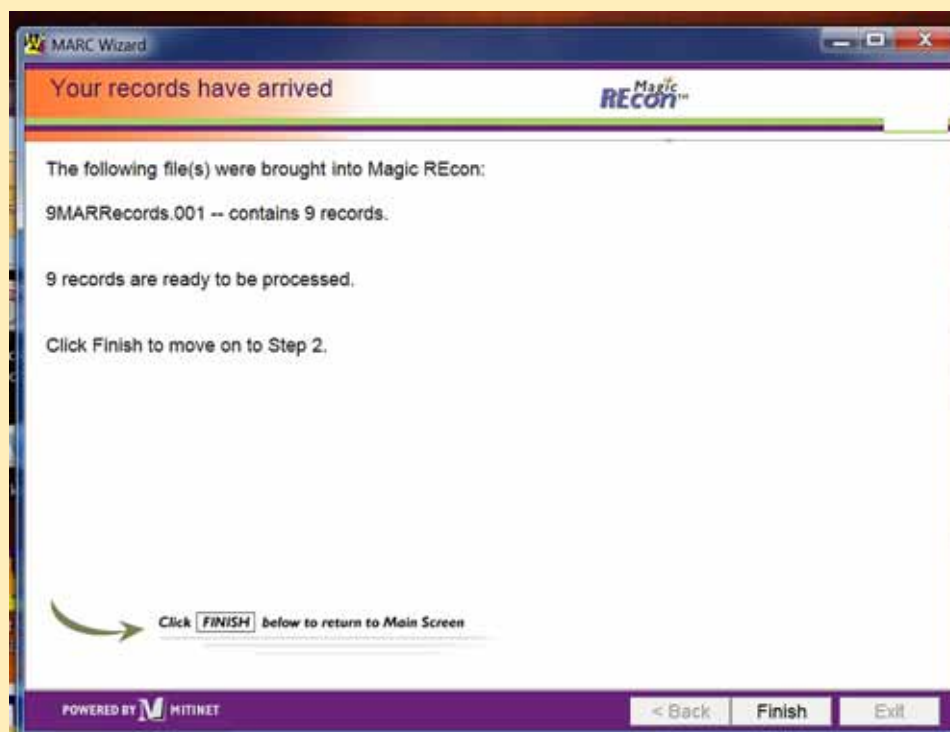 MARC Wizard
Your records have arrived
Magic
REcon™
The following file(s) were brought into Magic REcon:
9MARRecords.001 -- contains 9 records.
9 records are ready to be processed.
Click Finish to move on to Step 2.
Click FINISH below to return to Main Screen
POWERED BY MITINET
< Back Finish Exit